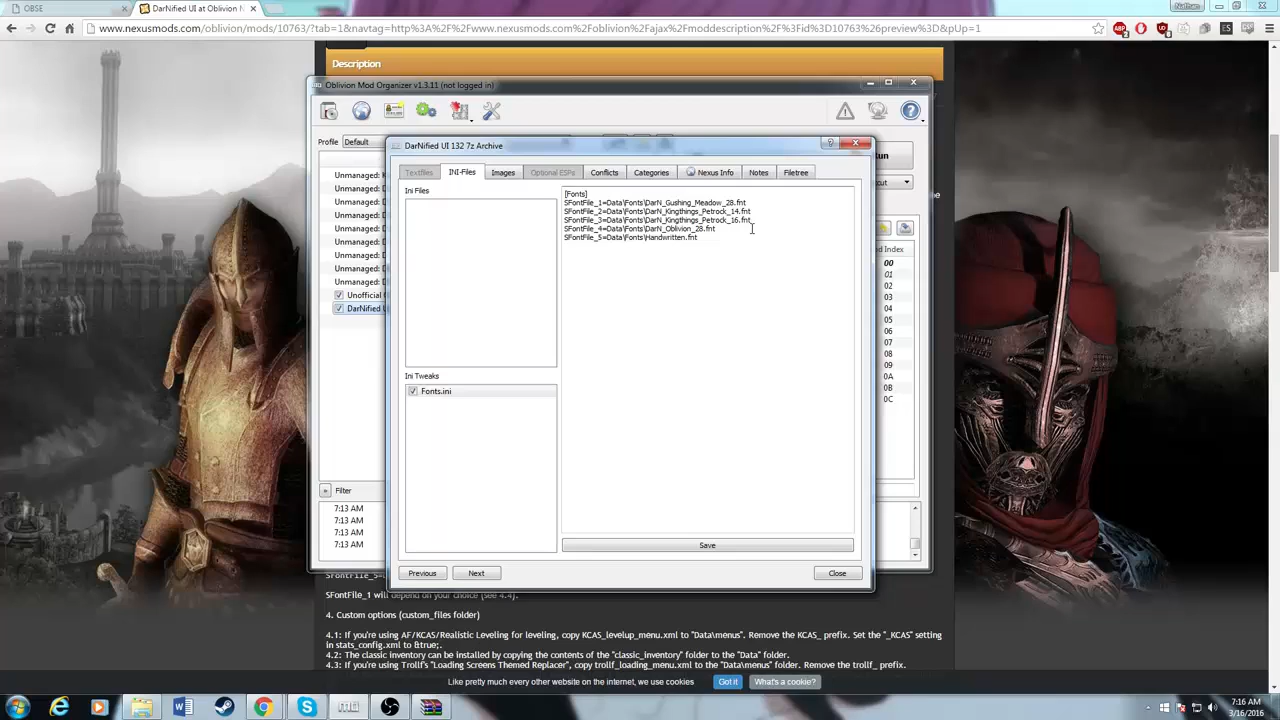 OBSE
DarNified UI at Oblivion N
Nathan
www.nexusmods.com/oblivion/mods/10763/?tab=1&navtag=http%3A%2F%2Fwww.nexusmods.com%2Foblivion%2Fajax%2Fmoddescription%2F%3Fid%3D10763%26preview%3D&pUp=1
Description
Oblivion Mod Organizer v1.3.11 (not logged in)
Profile
Default
DarNified UI 132 7z Archive
Textfiles
INI-Files
Images
Optional ESPs
Conflicts
Categories
Nexus Info
Notes
Filetree
Ini Files
[Fonts]
SFontFile_1=Data\Fonts\DarN_Gushing_Meadow_28.fnt
SFontFile_2=Data\Fonts\DarN_Kingthings_Petrock_14.fnt
SFontFile_3=Data\Fonts\DarN_Kingthings_Petrock_16.fnt
SFontFile_4=Data\Fonts\DarN_Oblivion_28.fnt
SFontFile_5=Data\Fonts\Handwritten.fnt
Unmanaged: K
Unmanaged: D
Unmanaged: D
Unmanaged: D
Unmanaged: D
Unmanaged: D
Unmanaged: D
Unmanaged: D
Unmanaged: D
Unofficial
DarNified U
od Index
00
01
02
03
04
05
06
07
08
09
0A
0B
0C
Ini Tweaks
Fonts.ini
Save
Previous
Next
Close
Filter
7:13 AM
7:13 AM
7:13 AM
7:13 AM
SFontFile_1 will depend on your choice (see 4.4).
4. Custom options (custom_files folder)
4.1: If you're using AF/KCAS/Realistic Leveling for leveling, copy KCAS_levelup_menu.xml to "Data\menus". Remove the KCAS_ prefix. Set the "_KCAS" setting
in stats_config.xml to &true;.
4.2: The classic inventory can be installed by copying the contents of the "classic_inventory" folder to the "Data" folder.
4.3: If you're using Trollf's "Loading Screens Themed Replacer", copy trollf_loading_menu.xml to the "Data\menus" folder. Remove the trollf_ prefix.
Like pretty much every other website on the internet, we use cookies
Got it
What's a cookie?
7:16 AM
3/16/2016